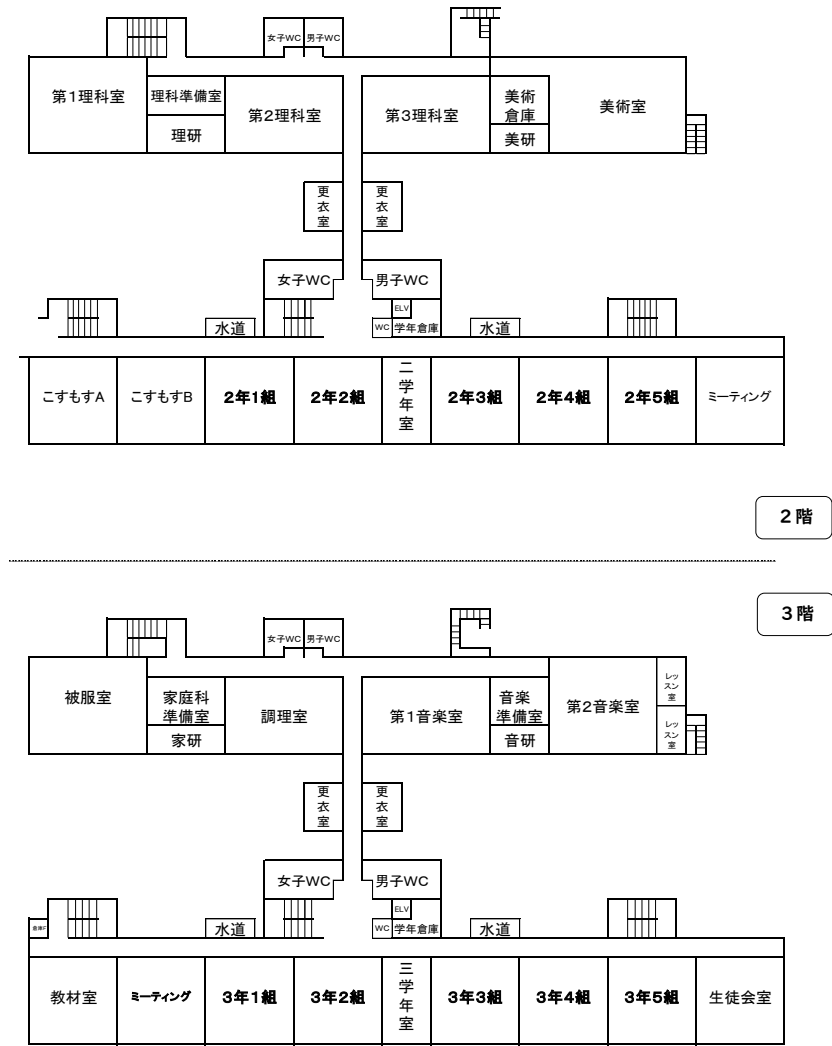 女子WC 男子WC
第1理科室
理科準備室
理研
第2理科室
第3理科室
美術
倉庫
美研
美術室
更
衣
室
更
衣
室
女子WC
男子WC
ELV
水道
WC
学年倉庫
水道
こすもすA
こすもすB
2年1組
2年2組
二
学
年
室
2年3組
2年4組
2年5組
ミーティング
2階
3階
女子WC 男子WC
被服室
家庭科
準備室
家研
調理室
第1音楽室
音楽
準備室
音研
第2音楽室
レッ
スン
室
レッ
スン
室
更
衣
室
更
衣
室
女子WC
男子WC
ELV
水道
WC
学年倉庫
水道
教材室
ミーティング
3年1組
3年2組
三
学
年
室
3年3組
3年4組
3年5組
生徒会室